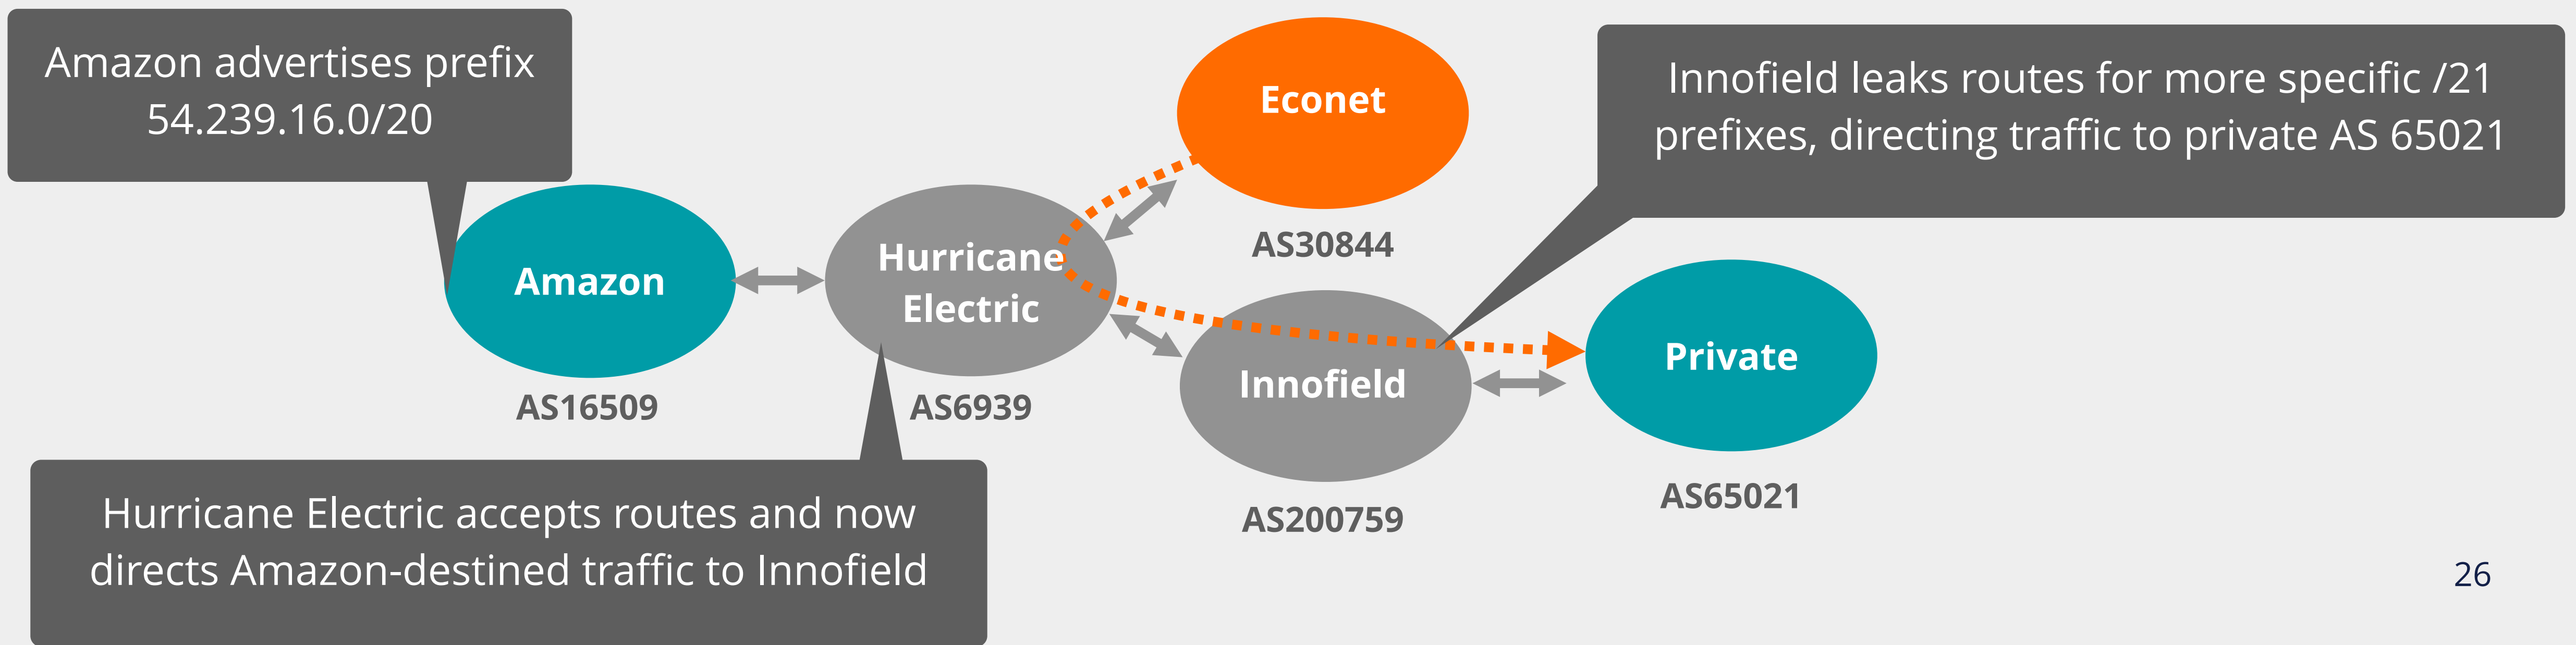 Amazon advertises prefix
54.239.16.0/20
Econet
AS30844
Innofield leaks routes for more specific /21
prefixes, directing traffic to private AS 65021
Amazon
AS16509
Hurricane
Electric
AS6939
Innofield
AS200759
Private
AS65021
Hurricane Electric accepts routes and now
directs Amazon-destined traffic to Innofield
26